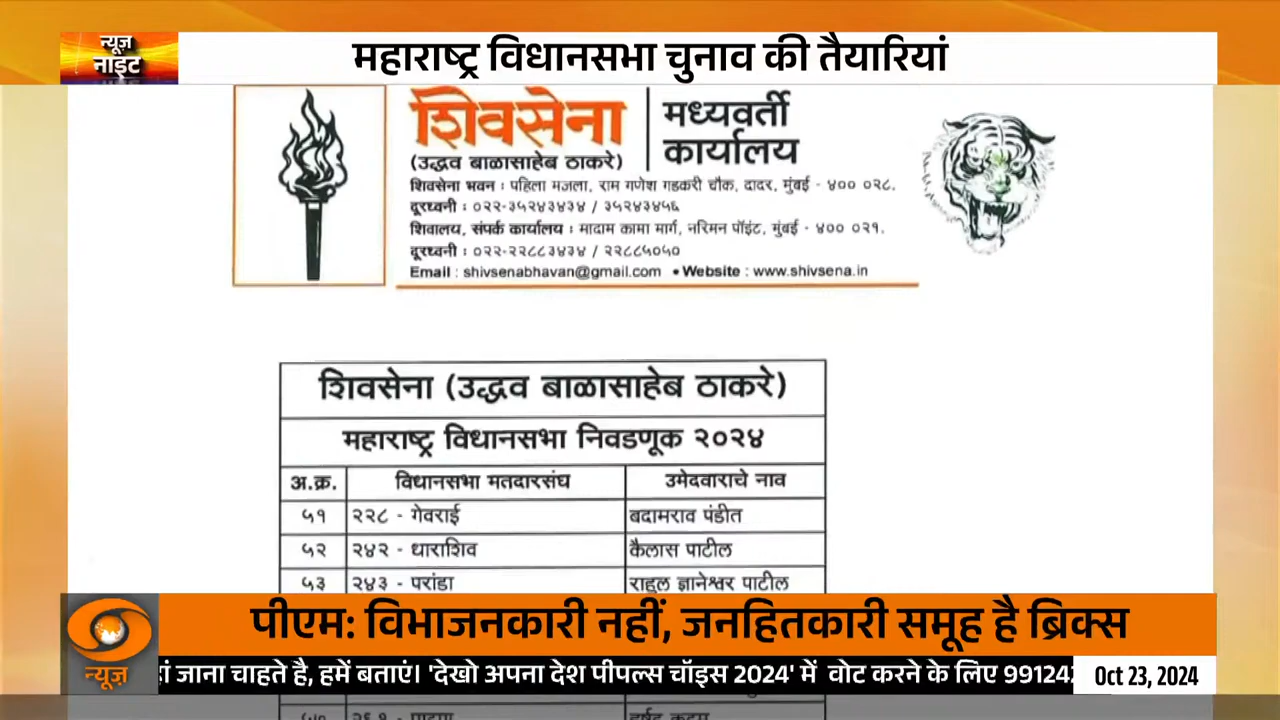 न्यूज़
नाइट
महाराष्ट्र विधानसभा चुनाव की तैयारियां
शिवसेना
(उद्धव बाळासाहेब ठाकरे)
मध्यवर्ती
कार्यालय
शिवसेना भवन : पहिला मजला, राम गणेश गडकरी चौक, दादर, मुंबई - ४०० ०२८.
दूरध्वनी : ०२२-३५२४३४३४ / ३५२४३४५६
शिवालय, संपर्क कार्यालय : मादाम कामा मार्ग, नरिमन पॉइंट, मुंबई - ४०० ०२१.
दूरध्वनी : ०२२-२२८८३४३४ / २२८८५०५०
Email : shivsenabhavan@gmail.com • Website : www.shivsena.in
शिवसेना (उद्धव बाळासाहेब ठाकरे)
महाराष्ट्र विधानसभा निवडणूक २०२४
अ.क्र. विधानसभा मतदारसंघ उमेदवाराचे नाव
५१ २२८ - गेवराई बदामराव पंडीत
५२ २४२ - धाराशिव कैलास पाटील
५३ २४३ - परांडा राहुल ज्ञानेश्वर पाटील
पीएम: विभाजनकारी नहीं, जनहितकारी समूह है ब्रिक्स
न्यूज़
जाना चाहते है, हमें बताएं। 'देखो अपना देश पीपल्स चॉइस 2024' में वोट करने के लिए 99124
Oct 23, 2024